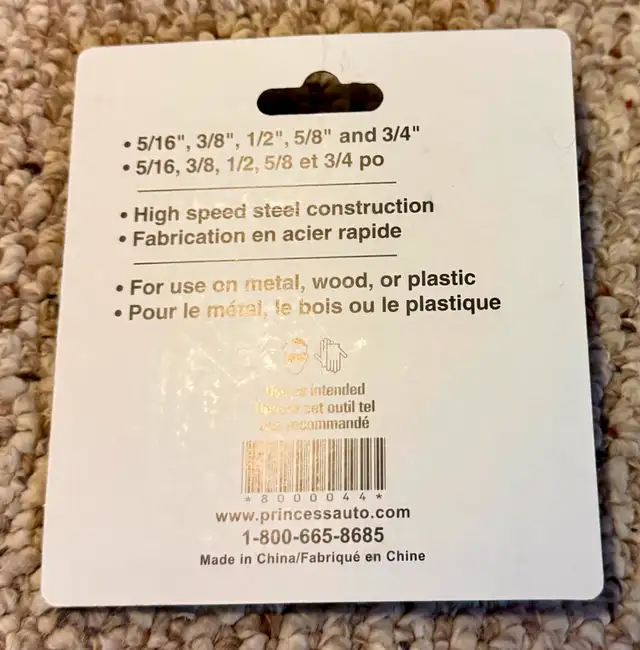 • 5/16", 3/8", 1/2", 5/8" and 3/4"
• 5/16, 3/8, 1/2, 5/8 et 3/4 po
• High speed steel construction
• Fabrication en acier rapide
• For use on metal, wood, or plastic
• Pour le métal, le bois ou le plastique
Use as intended
cet outil tel
recommandé
*8000044*
www.princessauto.com
1-800-665-8685
Made in China/Fabriqué en Chine